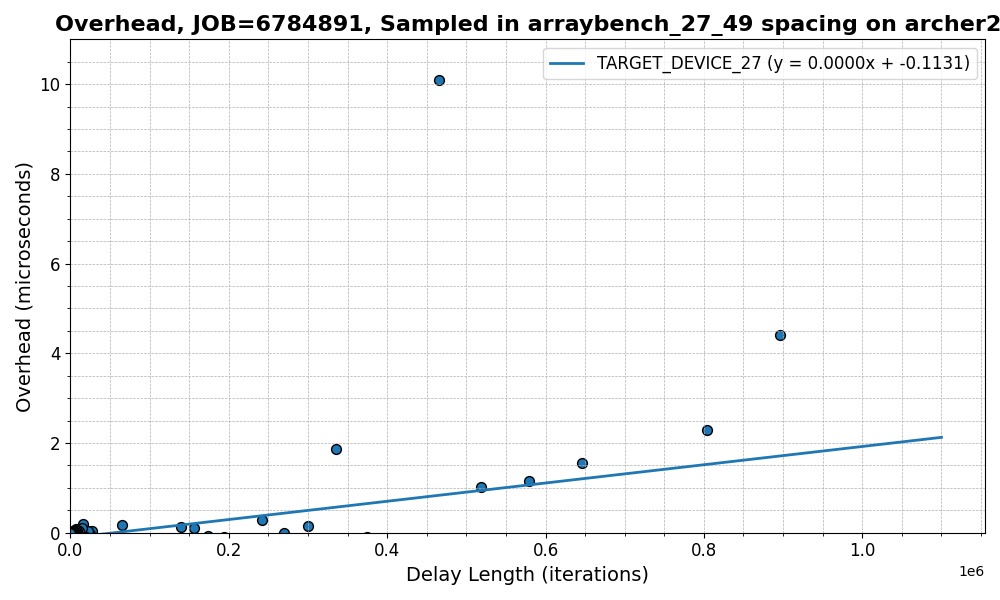 Overhead, JOB=6784891, Sampled in arraybench_27_49 spacing on archer2
TARGET_DEVICE_27 (y = 0.0000x + -0.1131)
Overhead (microseconds)
10
8
6
4
2
0
0.0 0.2 0.4 0.6 0.8 1.0
1e6
Delay Length (iterations)